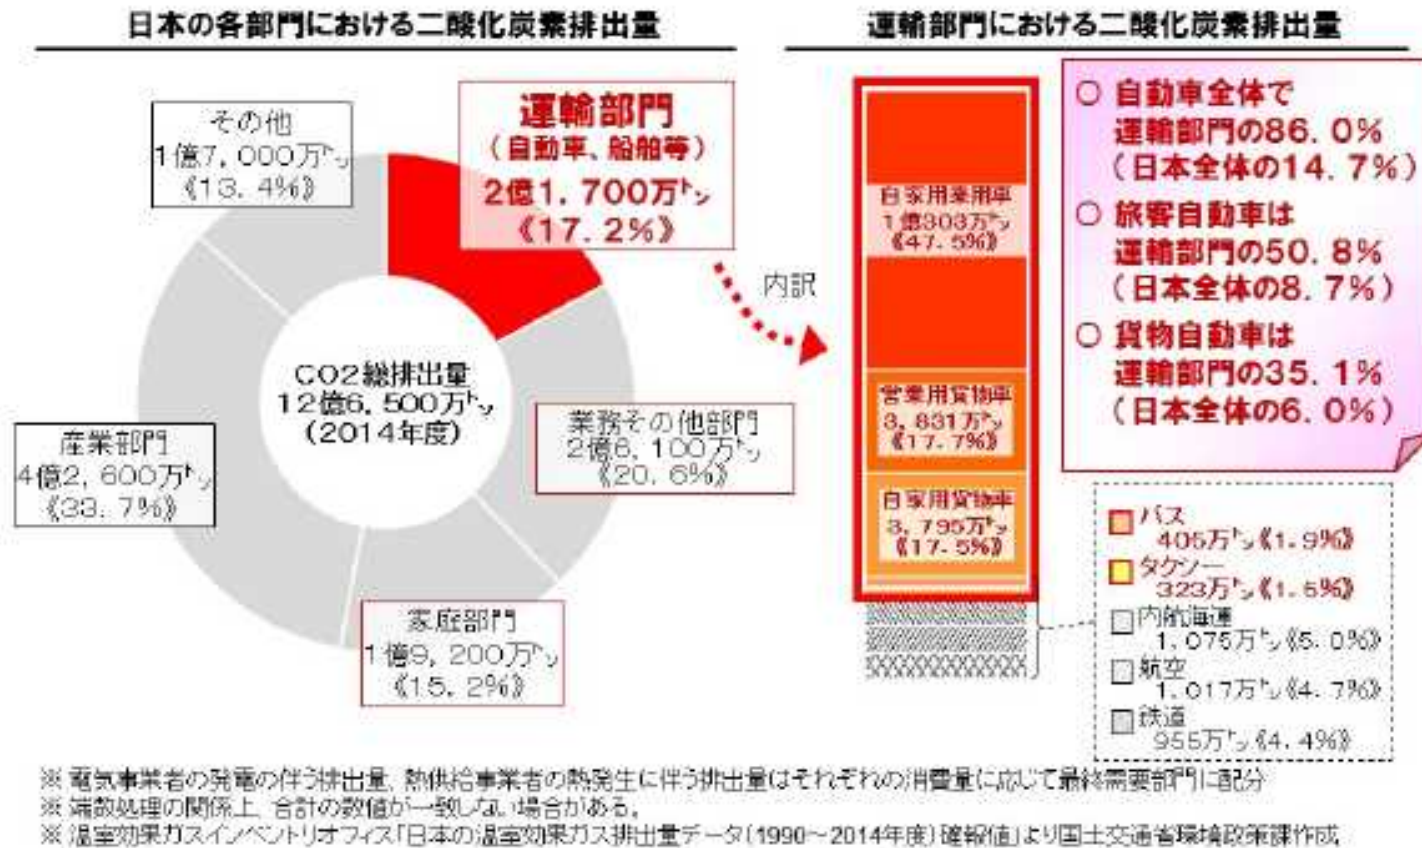 日本の各部門における二酸化炭素排出量
運輸部門における二酸化炭素排出量
その他
1億7,000万㌧
《13.4%》
運輸部門
(自動車、船舶等)
2億1,700万㌧
《17.2%》
内訳
CO2総排出量
12億6,500万㌧
(2014年度)
産業部門
4億2,600万㌧
《33.7%》
業務その他部門
2億6,100万㌧
《20.6%》
家庭部門
1億9,200万㌧
《15.2%》
自家用乗用車
1億303万㌧
《47.5%》
営業用貨物車
3,831万㌧
《17.7%》
自家用貨物車
3,795万㌧
《17.5%》
○ 自動車全体で
運輸部門の86.0%
(日本全体の14.7%)
○ 旅客自動車は
運輸部門の50.8%
(日本全体の8.7%)
○ 貨物自動車は
運輸部門の35.1%
(日本全体の6.0%)
バス
405万㌧《1.9%》
タクシー
323万㌧《1.5%》
内航海運
1,075万㌧《5.0%》
航空
1,017万㌧《4.7%》
鉄道
955万㌧《4.4%》
※ 電気事業者の発電の伴う排出量、熱供給事業者の熱発生に伴う排出量はそれぞれの消費量に応じて最終需要部門に配分
※ 端数処理の関係上、合計の数値が一致しない場合がある。
※ 温室効果ガスインベントリオフィス「日本の温室効果ガス排出量データ(1990～2014年度)確報値」より国土交通省環境政策課作成